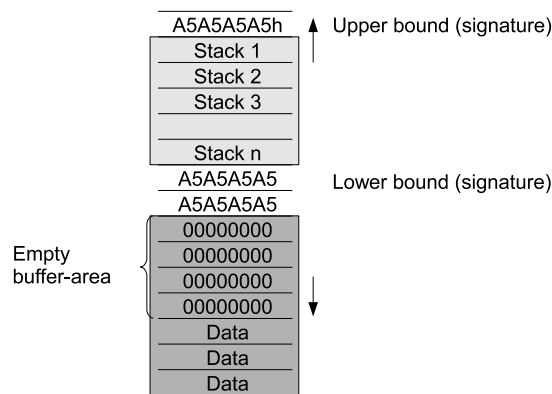 A5A5A5A5h
Upper bound (signature)
Stack 1
Stack 2
Stack 3
Stack n
A5A5A5A5
Lower bound (signature)
A5A5A5A5
00000000
00000000
00000000
00000000
Empty
buffer-area
Data
Data
Data